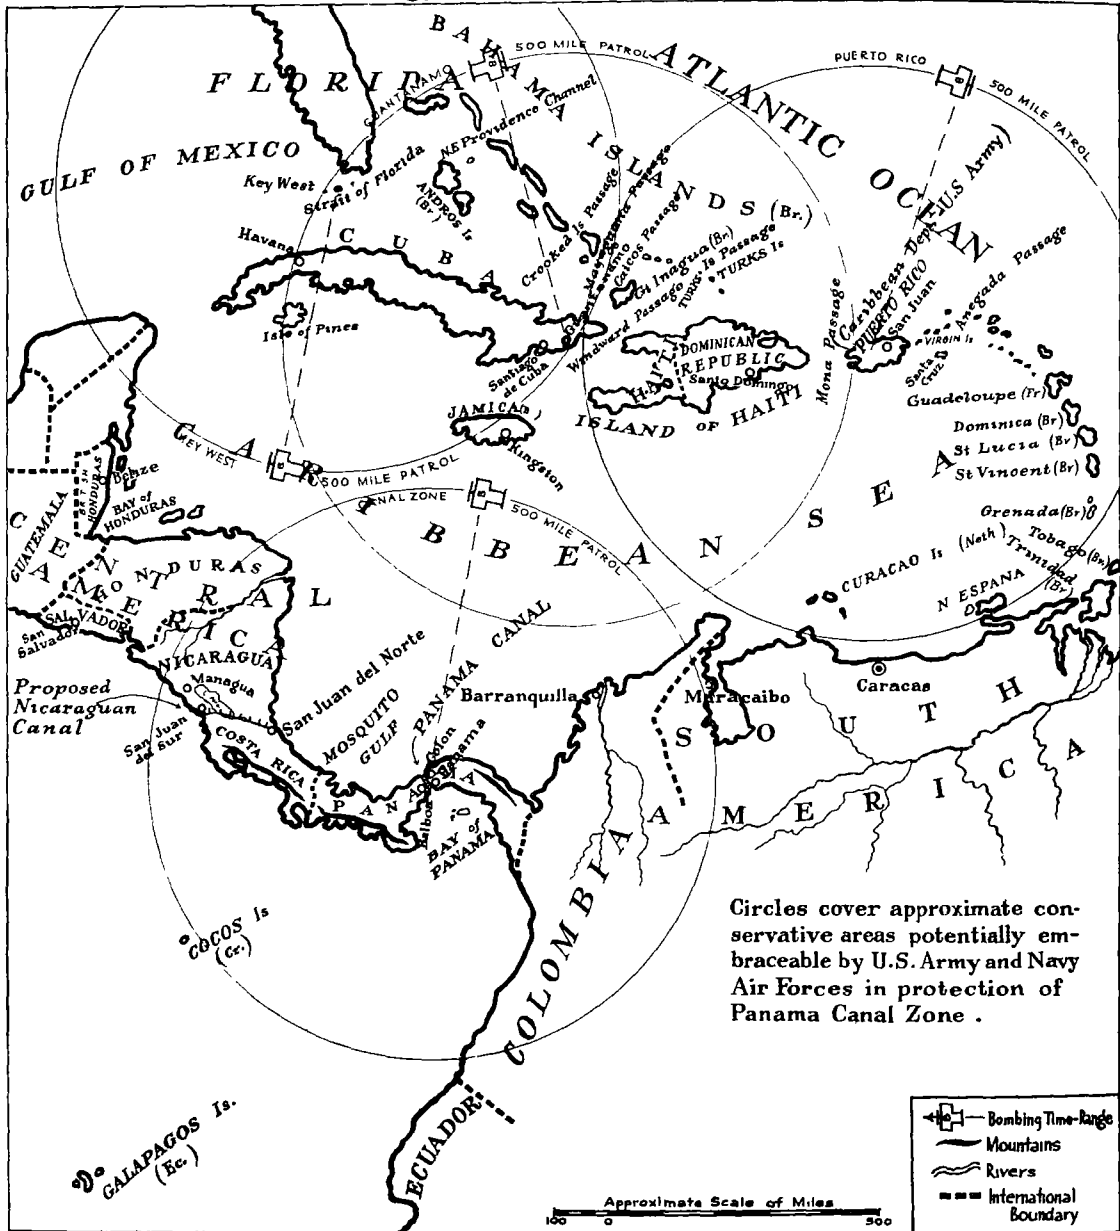 BAHAMA ISLANDS (Br.)
500 MILE PATROL
GUANTANAMO
ATLANTIC OCEAN
PUERTO RICO
500 MILE PATROL
FLORIDA
GULF OF MEXICO
N.E Providence Channel
Strait of Florida
Key West
ANDROS Is
(Br)
Havana
CUBA
Isle of Pines
Crooked Is Passage
Mayaguana Passage
Caicos Passage
Gt Inagua (Br)
Turks Is Passage
TURKS Is
Windward Passage
Guantanamo
Santiago
de Cuba
HAITI
DOMINICAN
REPUBLIC
Santo Domingo
ISLAND OF HAITI
Mona Passage
(Caribbean Dept-U.S Army)
PUERTO RICO
San Juan
Anegada Passage
VIRGIN Is
Santa
Cruz
Guadeloupe (Fr)
Dominica (Br)
St Lucia (Br)
St Vincent (Br)
Grenada (Br)
Tobago (Br)
Trinidad
(Br)
N ESPANA
CURACAO Is (Neth)
JAMICA
Kingston
CARIBBEAN SEA
KEY WEST
500 MILE PATROL
CANAL ZONE
500 MILE PATROL
Belize
BRITSH
HONDURAS
BAY of
HONDURAS
GUATEMALA
CENTRAL
AMERICA
HONDURAS
SALVADOR
San
Salvador
NICARAGUA
Managua
Proposed
Nicaraguan
Canal
San Juan
del Sur
San Juan del Norte
COSTA RICA
MOSQUITO
GULF
PANAMA CANAL
Colon
Panama
Balboa
PANAMA
BAY of
PANAMA
Barranquilla
Maracaibo
Caracas
SOUTH
AMERICA
COLOMBIA
COCOS Is
(Cr.)
GALAPAGOS Is.
(Ec.)
ECUADOR
Circles cover approximate con-
servative areas potentially em-
braceable by U.S. Army and Navy
Air Forces in protection of
Panama Canal Zone .
Bombing Time-Range
Mountains
Rivers
International
Boundary
Approximate Scale of Miles
100 0 500